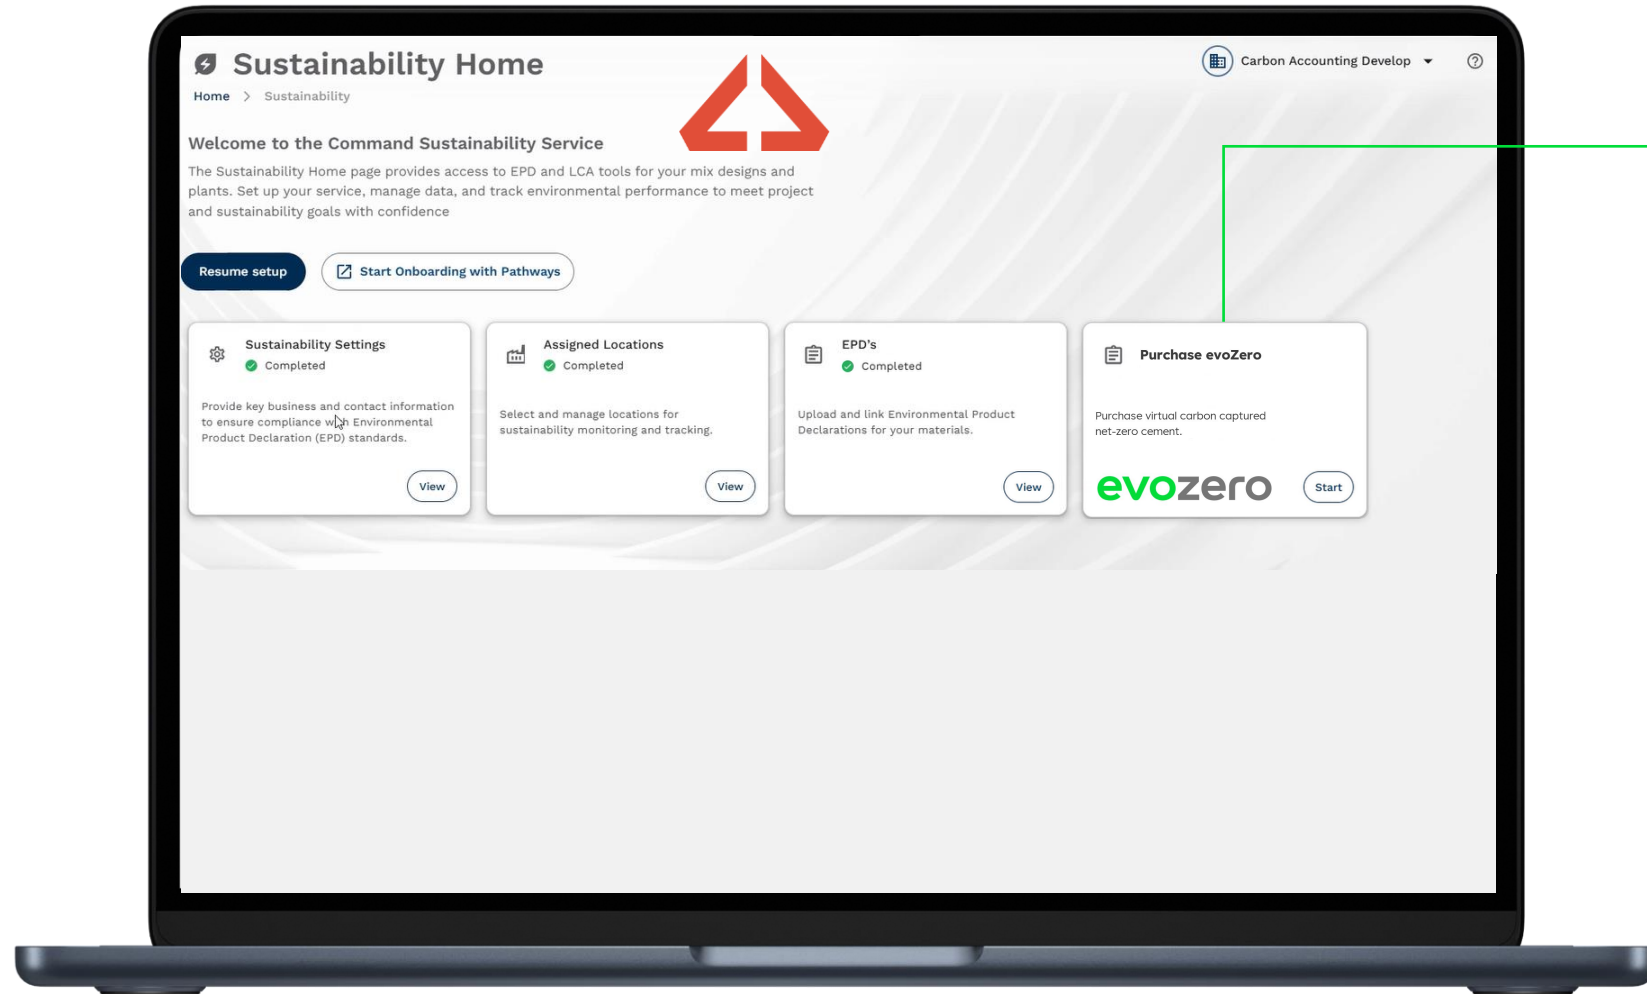 Sustainability Home
Carbon Accounting Develop
Home > Sustainability
Welcome to the Command Sustainability Service
The Sustainability Home page provides access to EPD and LCA tools for your mix designs and
plants. Set up your service, manage data, and track environmental performance to meet project
and sustainability goals with confidence
Resume setup
Start Onboarding with Pathways
Sustainability Settings
Completed
Provide key business and contact information
to ensure compliance with Environmental
Product Declaration (EPD) standards.
View
Assigned Locations
Completed
Select and manage locations for
sustainability monitoring and tracking.
View
EPD's
Completed
Upload and link Environmental Product
Declarations for your materials.
View
Purchase evoZero
Purchase virtual carbon captured
net-zero cement.
evozero
Start